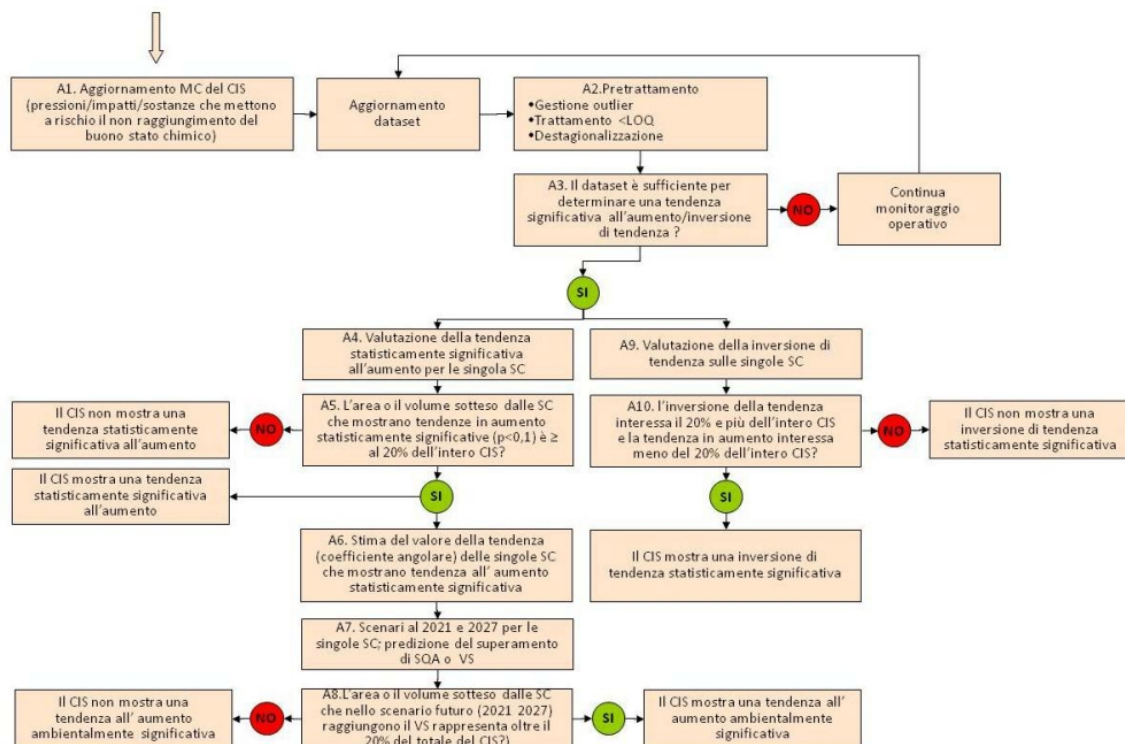 A1. Aggiornamento MC del CIS
(pressioni/impatti/sostanze che mettono
a rischio il non raggiungimento del
buono stato chimico)
Aggiornamento
dataset
A2.Pretrattamento
◆Gestione outlier
◆Trattamento <LOQ
◆Destagionalizzazione
A3. Il dataset è sufficiente per
determinare una tendenza
significativa all'aumento/inversione
di tendenza ?
NO
Continua
monitoraggio
operativo
SI
A4. Valutazione della tendenza
statisticamente significativa
all'aumento per le singola SC
A9. Valutazione della inversione di
tendenza sulle singole SC
Il CIS non mostra una
tendenza statisticamente
significativa all'aumento
NO
A5. L'area o il volume sotteso dalle SC
che mostrano tendenze in aumento
statisticamente significative (p<0,1) è ≥
al 20% dell'intero CIS?
A10. l'inversione della tendenza
interessa il 20% e più dell'intero CIS
e la tendenza in aumento interessa
meno del 20% dell'intero CIS?
NO
Il CIS non mostra una
inversione di tendenza
statisticamente significativa
Il CIS mostra una tendenza
statisticamente significativa
all'aumento
SI
SI
A6. Stima del valore della tendenza
(coefficiente angolare) delle singole SC
che mostrano tendenza all' aumento
statisticamente significativa
Il CIS mostra una inversione di
tendenza statisticamente significativa
A7. Scenari al 2021 e 2027 per le
singole SC; predizione del superamento
di SQA o VS
Il CIS non mostra una
tendenza all' aumento
ambientalmente significativa
NO
A8.L'area o il volume sotteso dalle SC
che nello scenario futuro (2021 2027)
raggiungono il VS rappresenta oltre il
20% del totale del CIS?)
SI
Il CIS mostra una tendenza all'
aumento ambientalmente
significativa